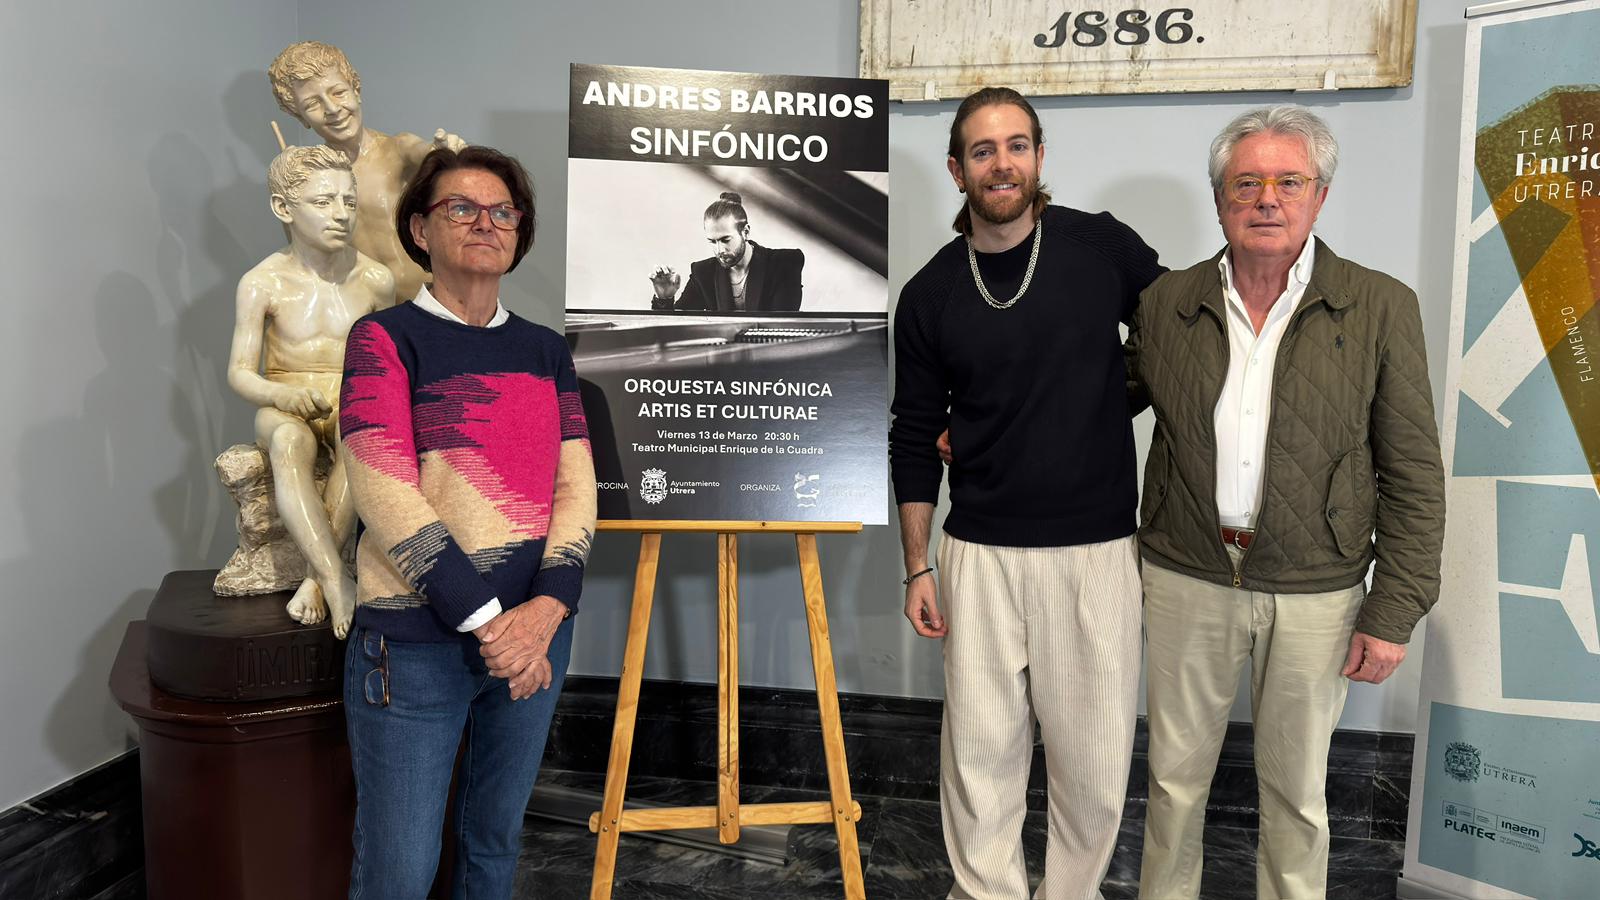 1886.
ANDRES BARRIOS
SINFÓNICO
ORQUESTA SINFÓNICA
ARTIS ET CULTURAE
Viernes 13 de Marzo 20:30 h
Teatro Municipal Enrique de la Cuadra
TROCINA
Ayuntamiento
Utrera
ORGANIZA
¡MIRA
TEATR
Enriq
UTRERA
FLAMENCO
UTRERA
PLATEA
inaem